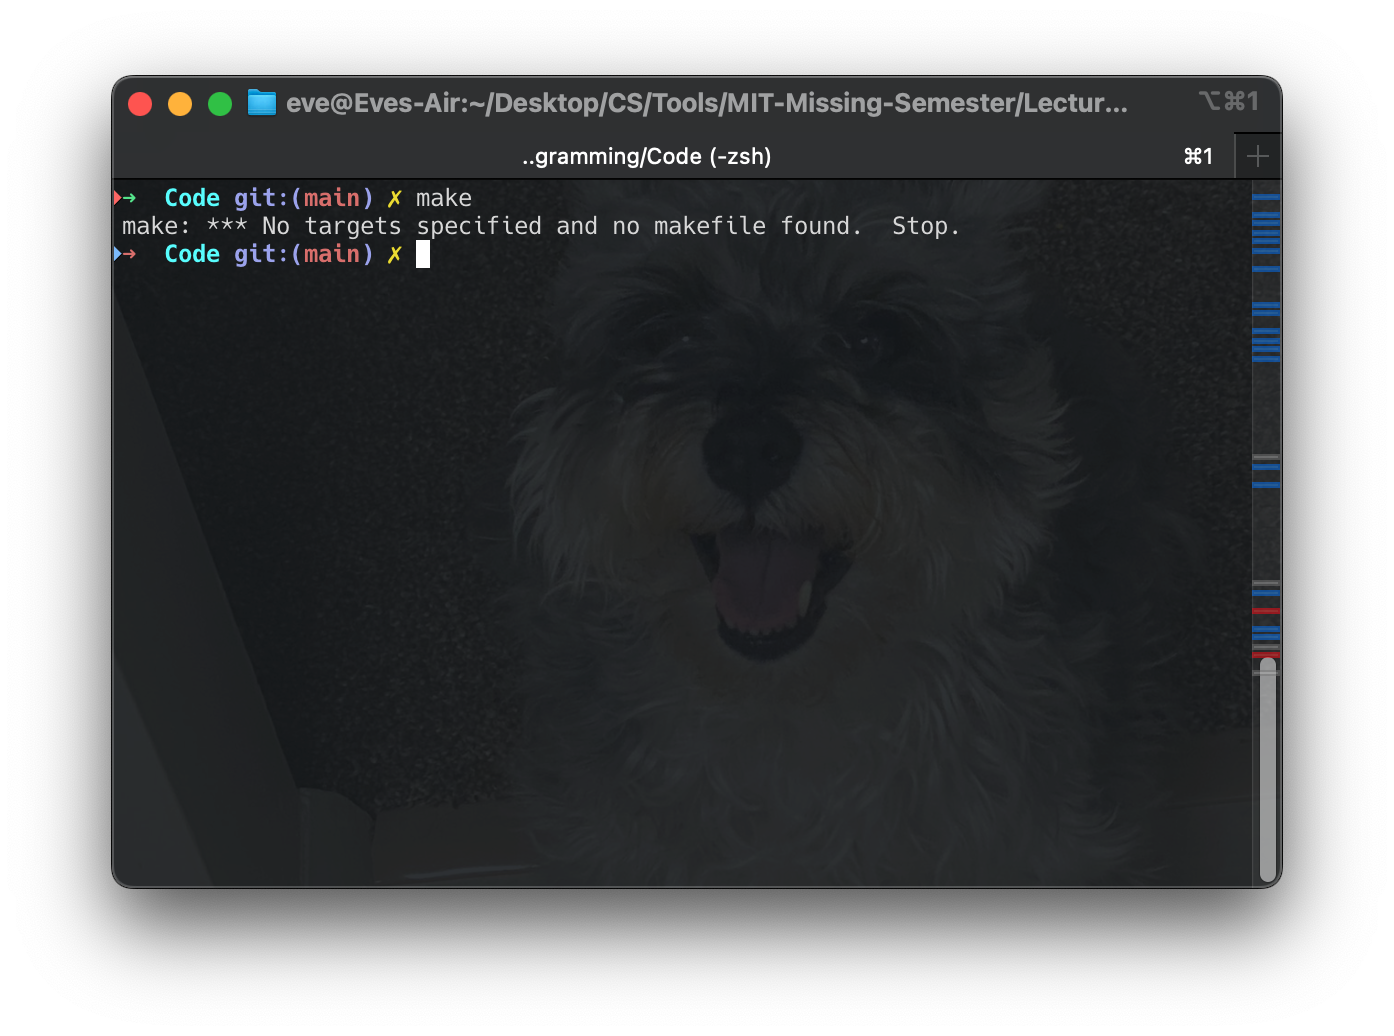 eve@Eves-Air:~/Desktop/CS/Tools/MIT-Missing-Semester/Lectur... ⌥⌘1
..gramming/Code (-zsh) ⌘1
➜ Code git:(main) ✗ make
make: *** No targets specified and no makefile found.  Stop.
➜ Code git:(main) ✗